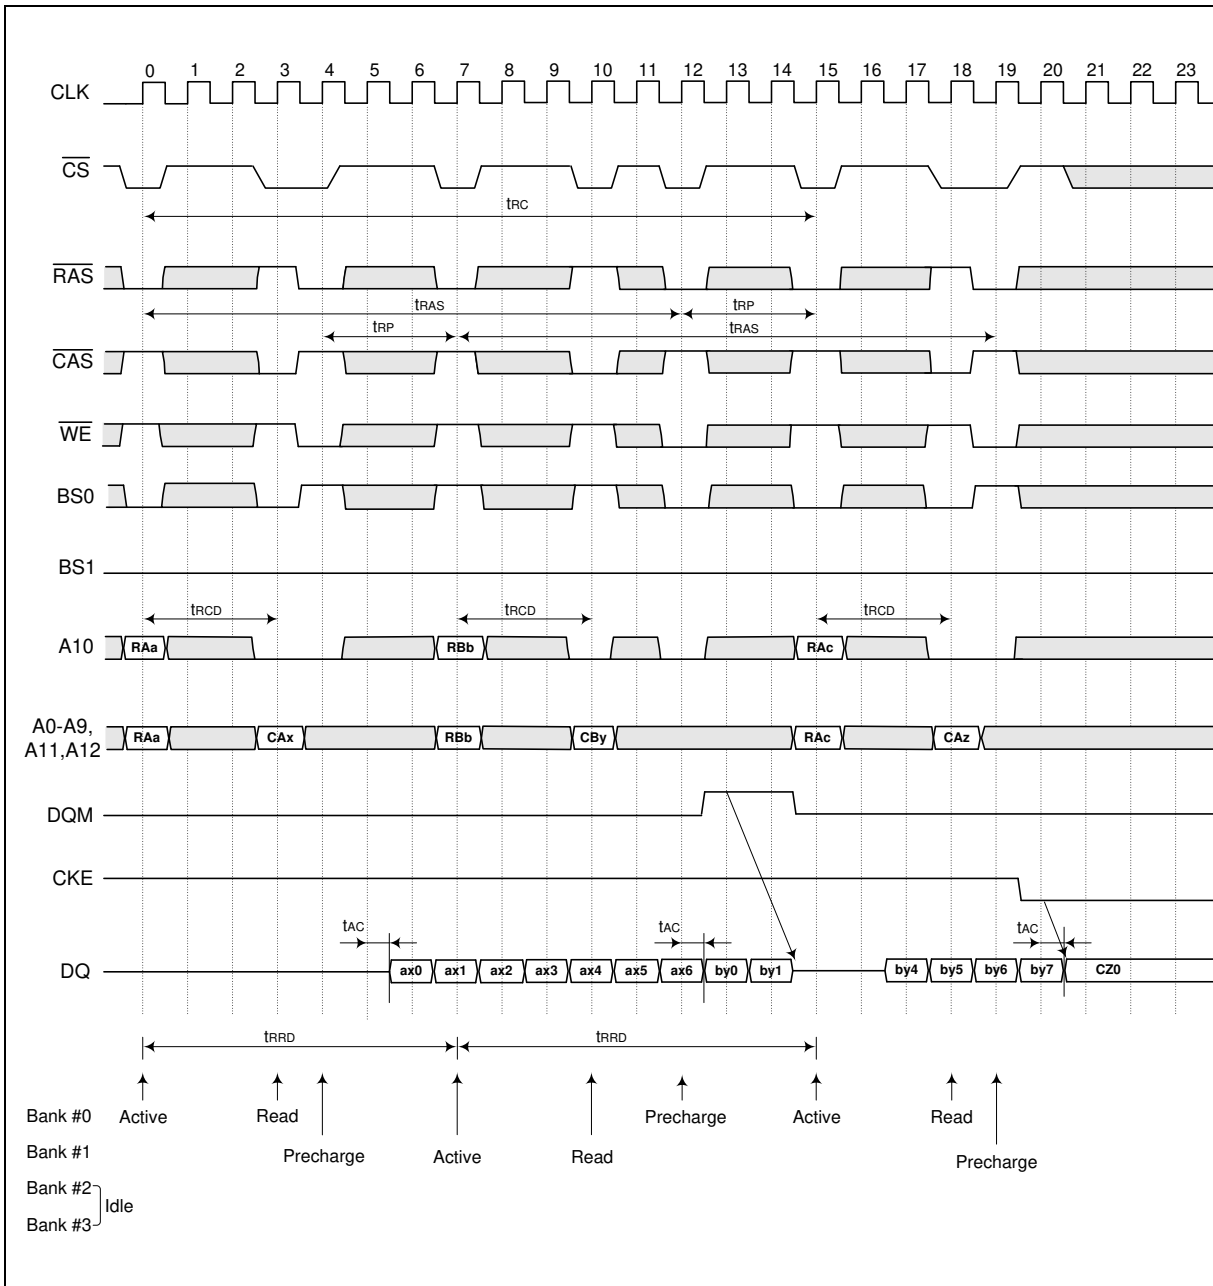 0 1 2 3 4 5 6 7 8 9 10 11 12 13 14 15 16 17 18 19 20 21 22 23
CLK
CS
tRC
RAS
tRAS tRP
tRP tRAS
CAS
WE
BS0
BS1
tRCD tRCD tRCD
A10 RAa RBb RAc
A0-A9,
A11,A12 RAa CAx RBb CBy RAc CAz
DQM
CKE
tAC tAC tAC
DQ ax0 ax1 ax2 ax3 ax4 ax5 ax6 by0 by1 by4 by5 by6 by7 CZ0
tRRD tRRD
Bank #0 Active Read Precharge Active Read
Bank #1 Precharge Active Read Precharge
Bank #2
Idle
Bank #3